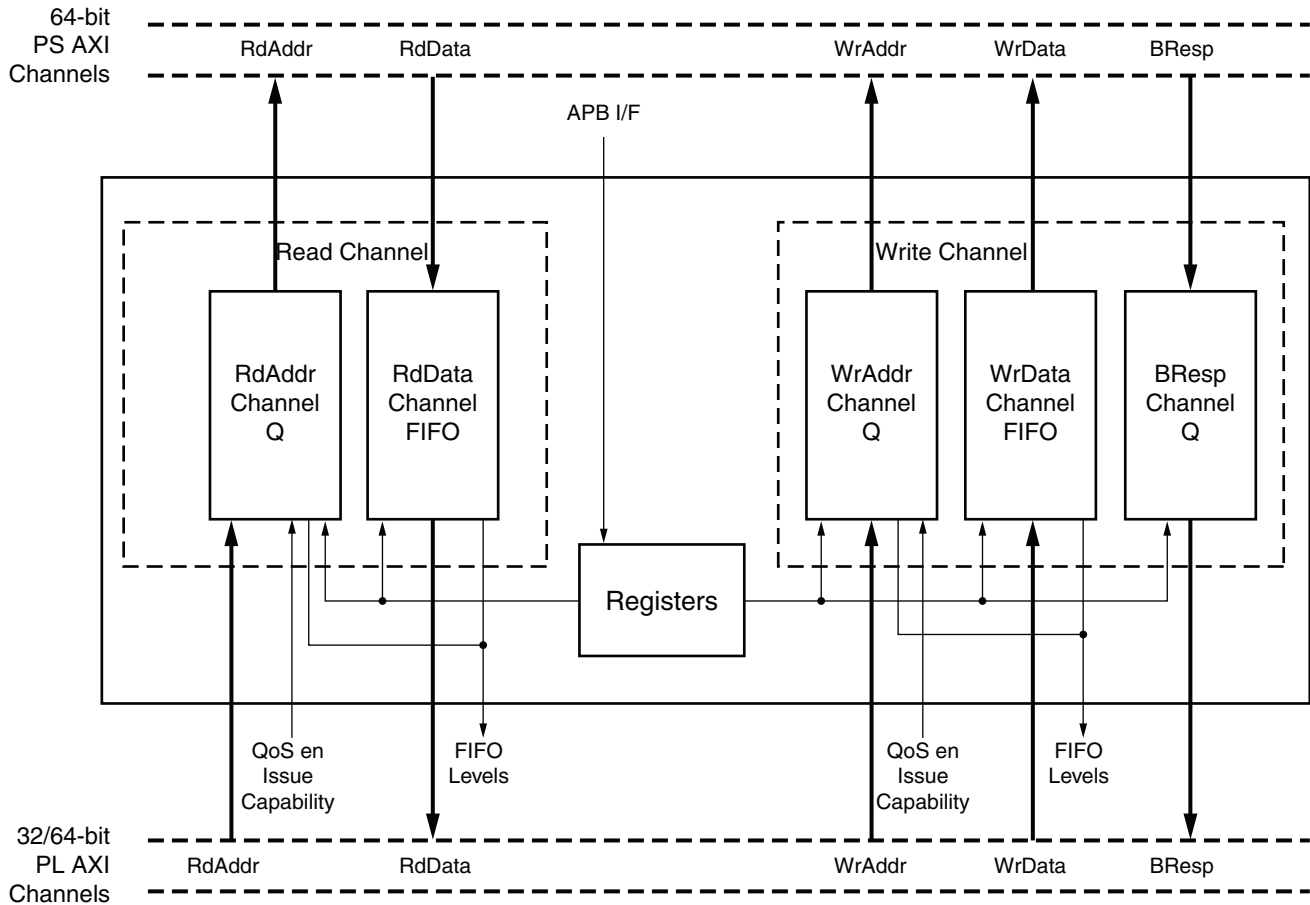 64-bit
PS AXI
Channels
RdAddr
RdData
WrAddr
WrData
BResp
APB I/F
Read Channel
Write Channel
RdAddr
Channel
Q
RdData
Channel
FIFO
WrAddr
Channel
Q
WrData
Channel
FIFO
BResp
Channel
Q
Registers
QoS en
Issue
Capability
FIFO
Levels
QoS en
Issue
Capability
FIFO
Levels
32/64-bit
PL AXI
Channels
RdAddr
RdData
WrAddr
WrData
BResp